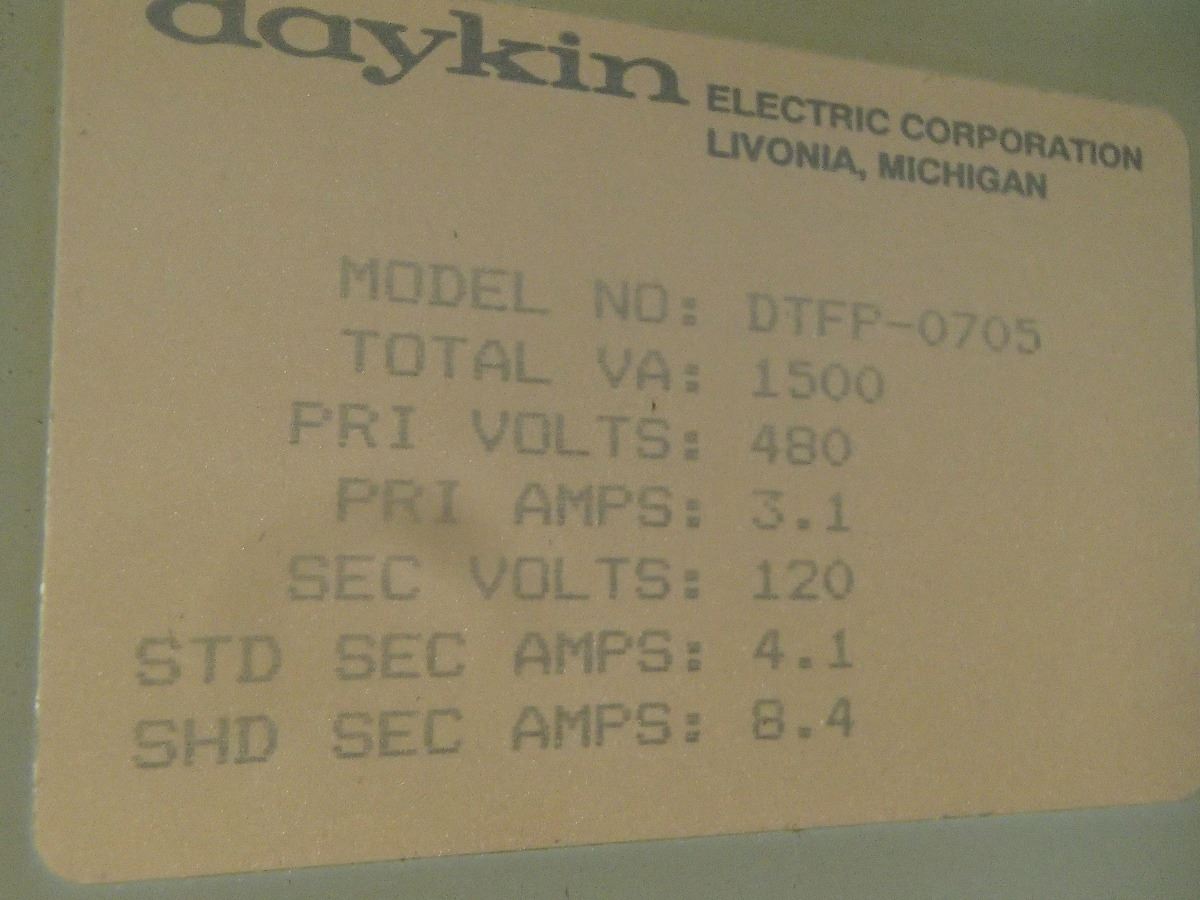 daykin ELECTRIC CORPORATION
LIVONIA, MICHIGAN
MODEL NO: DTFP-0705
TOTAL VA: 1500
PRI VOLTS: 480
PRI AMPS: 3.1
SEC VOLTS: 120
STD SEC AMPS: 4.1
SHD SEC AMPS: 8.4